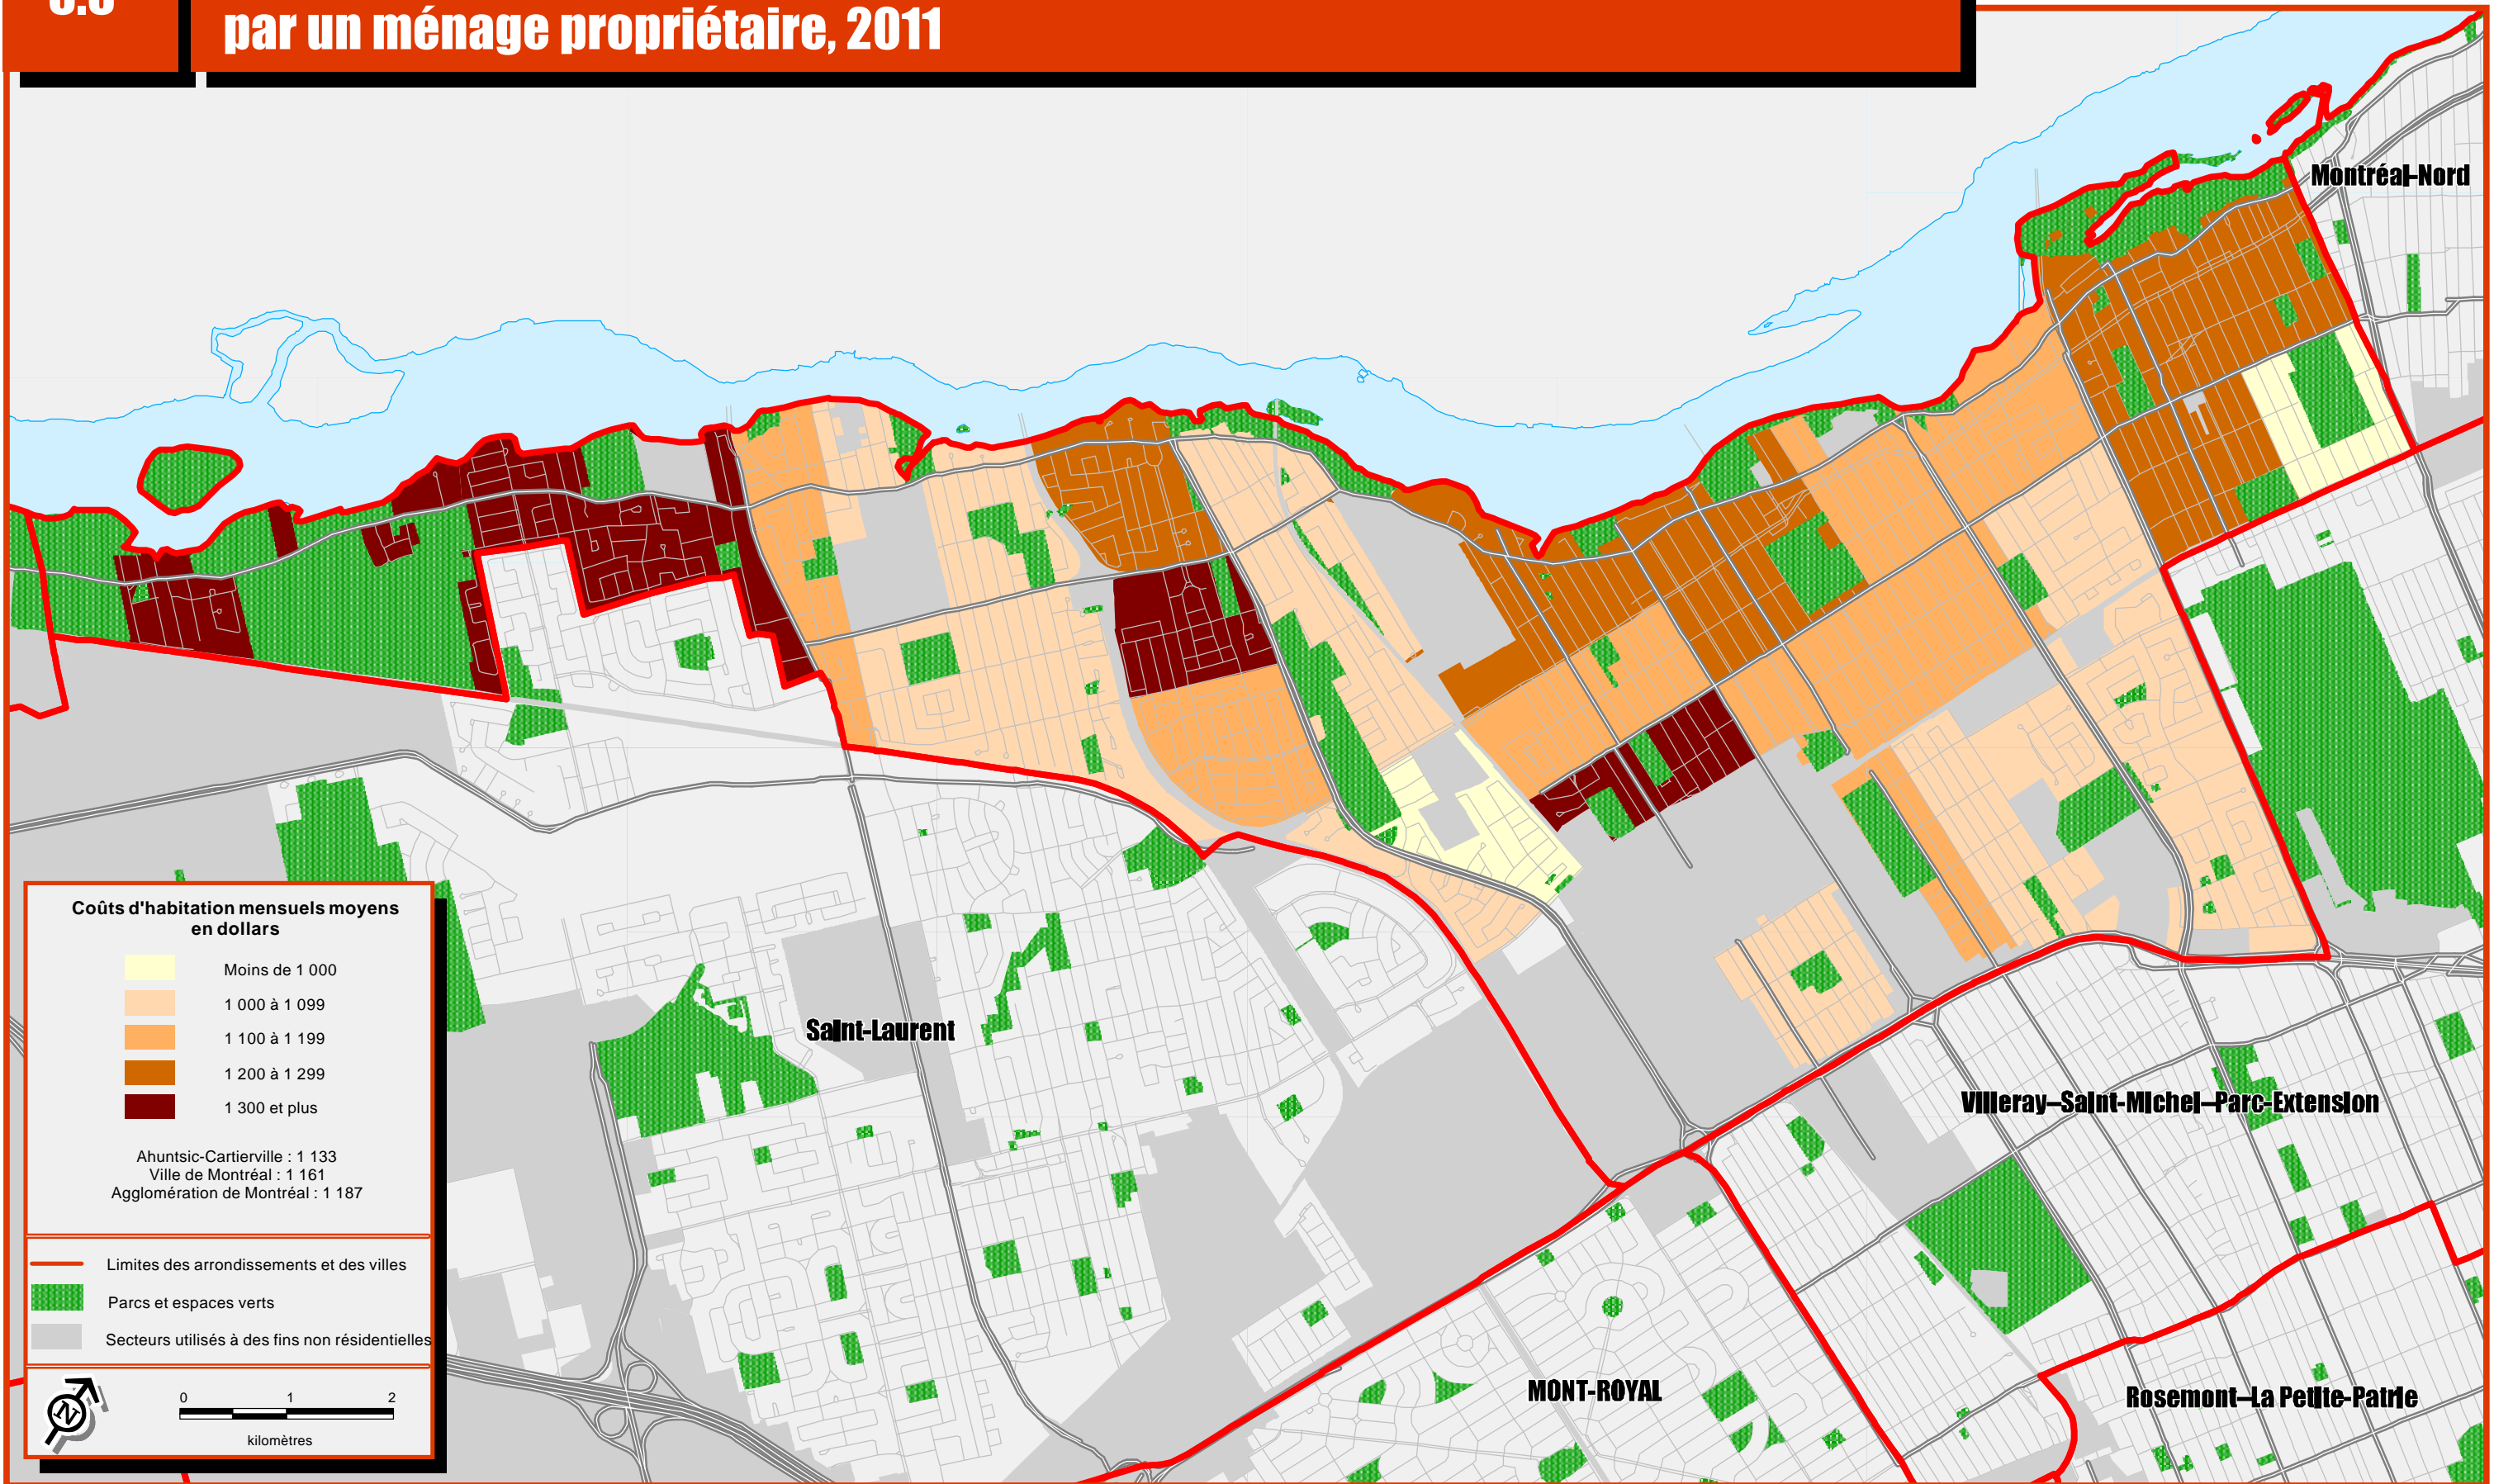 par un ménage propriétaire, 2011
Montréal-Nord
Saint-Laurent
Villeray–Saint-Michel–Parc-Extension
MONT-ROYAL
Rosemont–La Petite-Patrie
Coûts d'habitation mensuels moyens
en dollars
Moins de 1 000
1 000 à 1 099
1 100 à 1 199
1 200 à 1 299
1 300 et plus
Ahuntsic-Cartierville : 1 133
Ville de Montréal : 1 161
Agglomération de Montréal : 1 187
Limites des arrondissements et des villes
Parcs et espaces verts
Secteurs utilisés à des fins non résidentielles
N
0 1 2
kilomètres